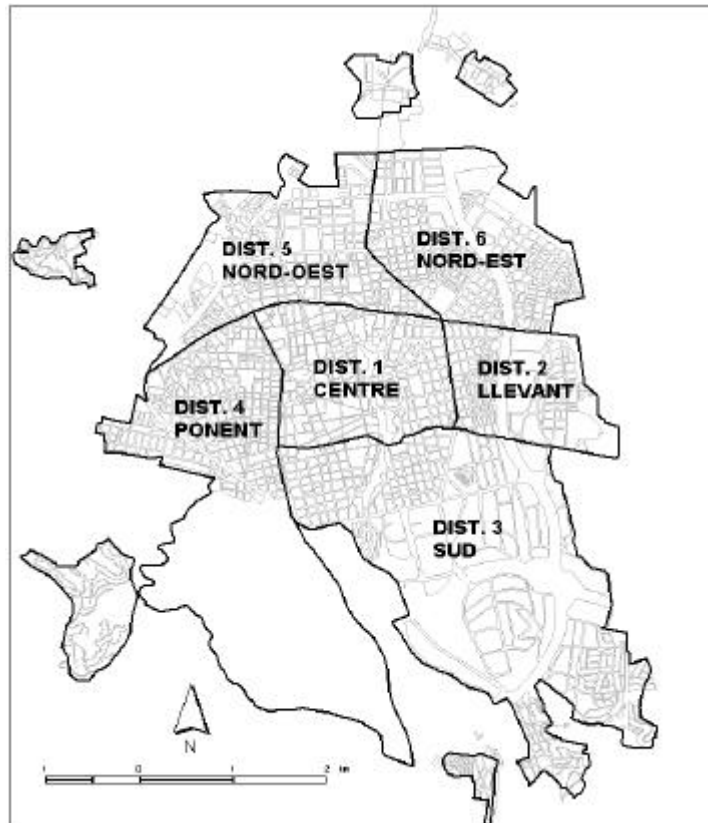 DIST. 5
NORD-OEST
DIST. 6
NORD-EST
DIST. 1
CENTRE
DIST. 2
LLEVANT
DIST. 4
PONENT
DIST. 3
SUD
N
1 0 1 2